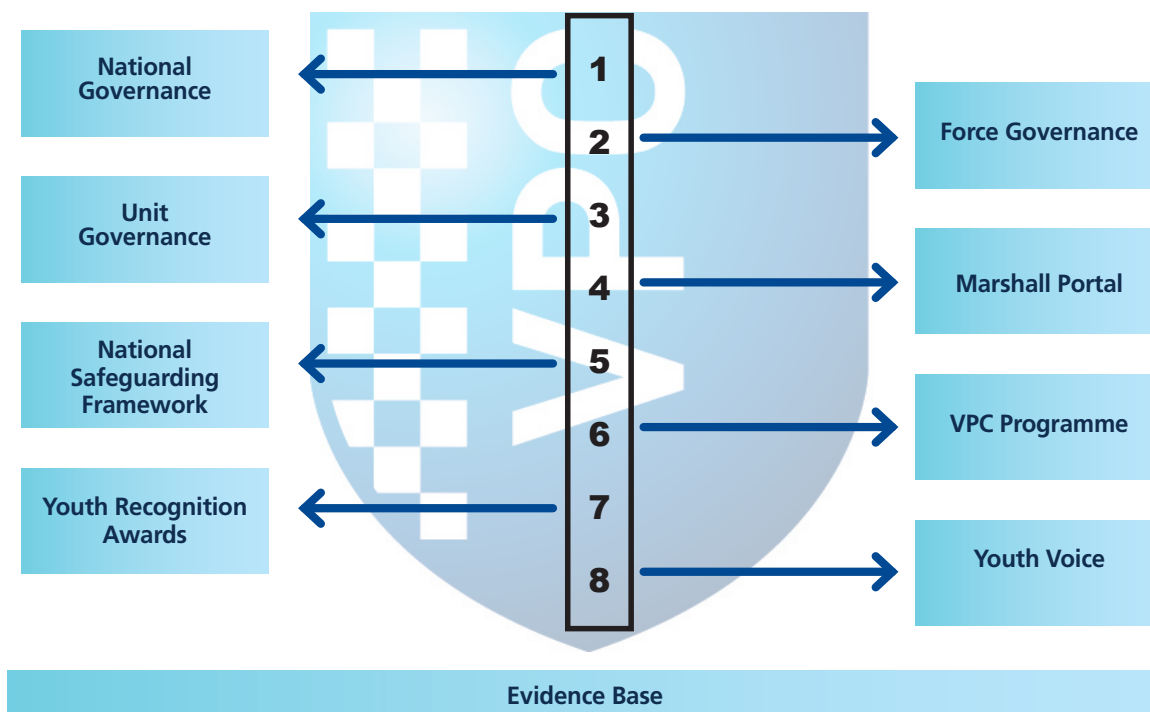 National
Governance
1
2
Force Governance
Unit
Governance
3
4
Marshall Portal
National
Safeguarding
Framework
5
6
VPC Programme
Youth Recognition
Awards
7
8
Youth Voice
VPC
Evidence Base